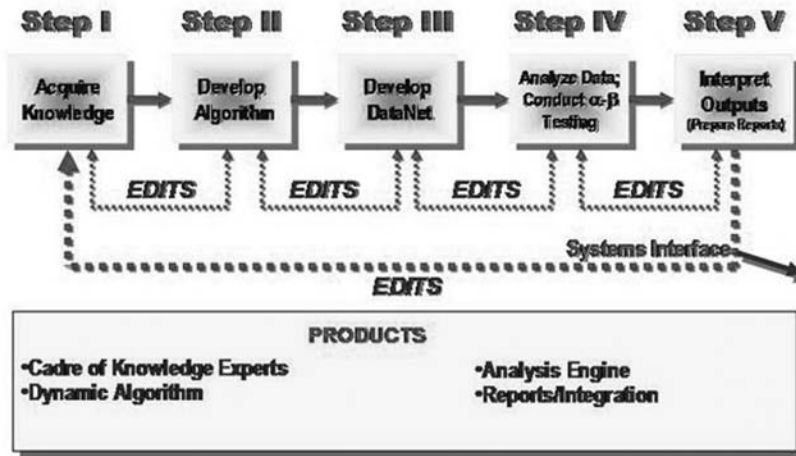 Step I
Step II
Step III
Step IV
Step V
Acquire
Knowledge
Develop
Algorithm
Develop
DataNet
Analyze Data;
Conduct α-β
Testing
Interpret
Outputs
(Prepare Reports)
EDITS
EDITS
EDITS
EDITS
Systems Interface
EDITS
PRODUCTS
•Cadre of Knowledge Experts
•Dynamic Algorithm
•Analysis Engine
•Reports/Integration